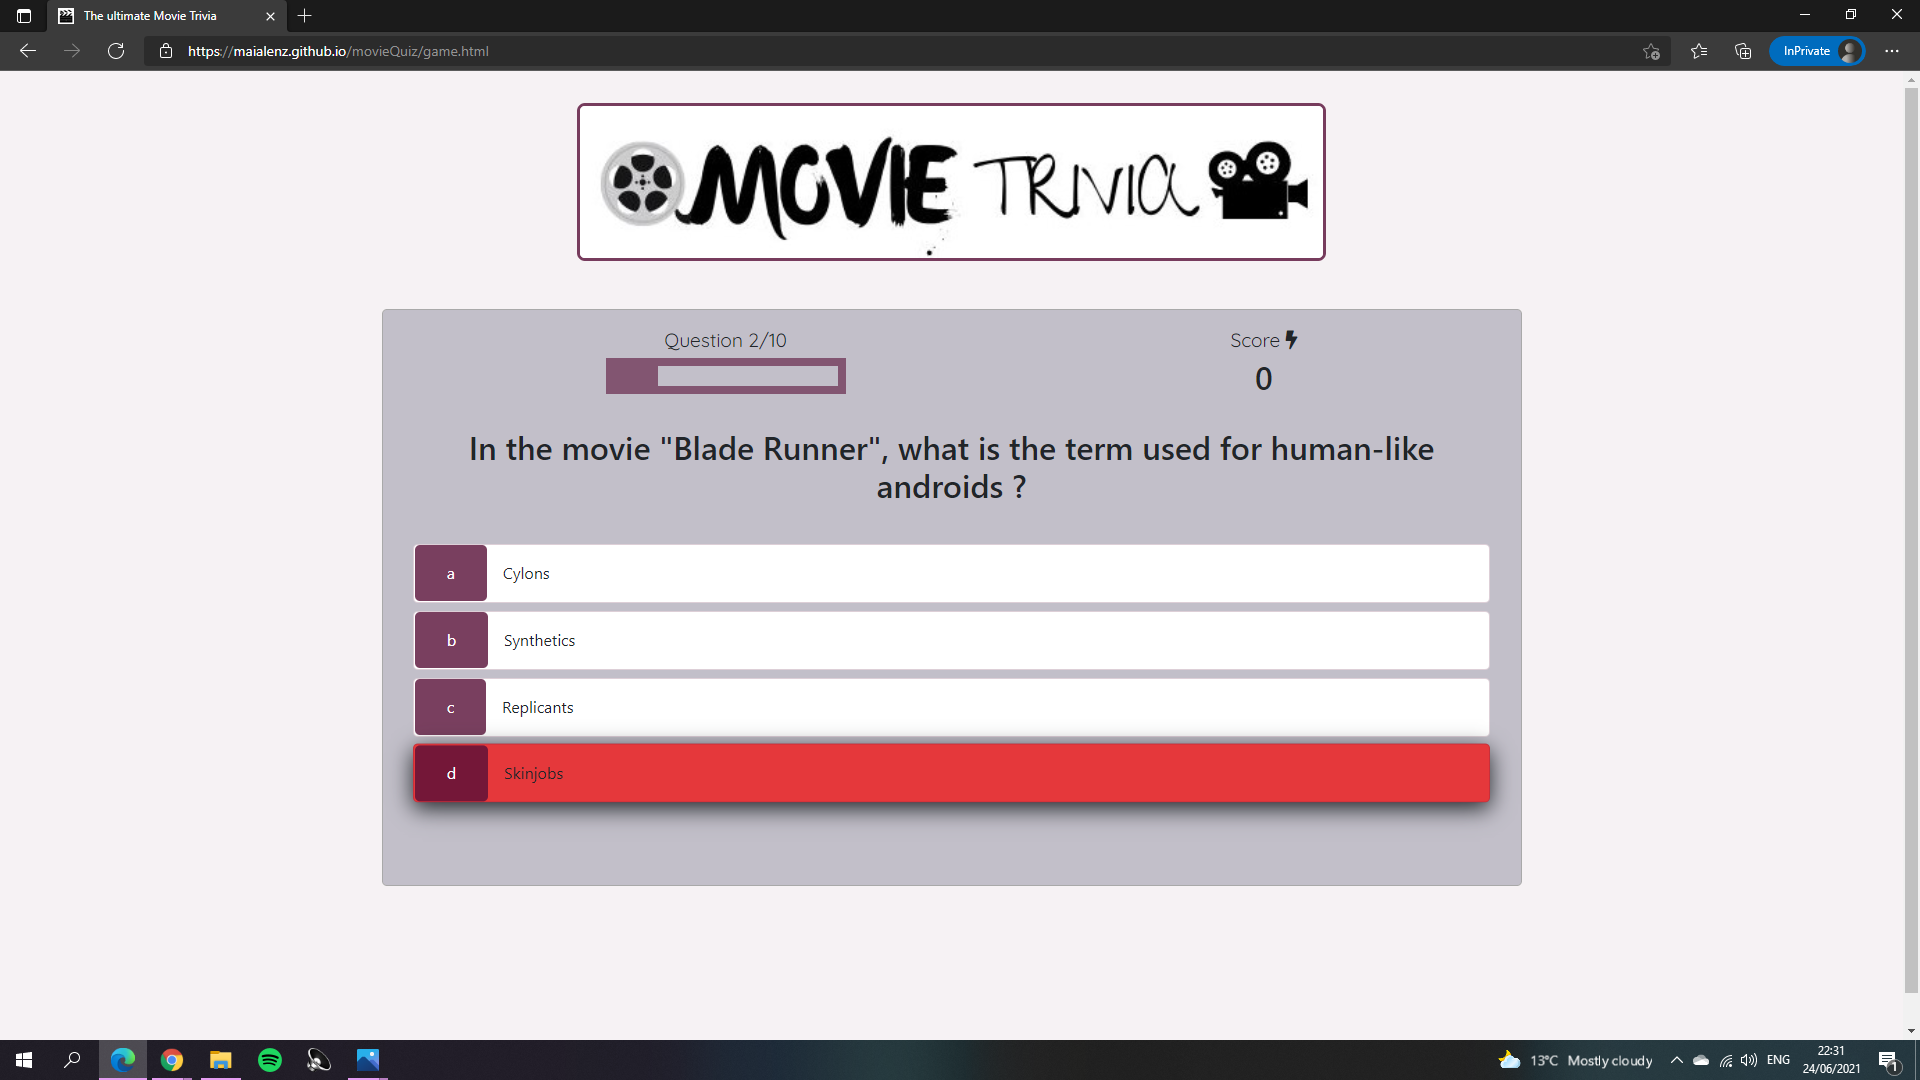 The ultimate Movie Trivia
https://maialenz.github.io/movieQuiz/game.html
InPrivate
MOVIE TRIVIA
Question 2/10
Score
0
In the movie "Blade Runner", what is the term used for human-like
androids ?
a
Cylons
b
Synthetics
c
Replicants
d
Skinjobs
13°C Mostly cloudy
ENG
22:31
24/06/2021
1